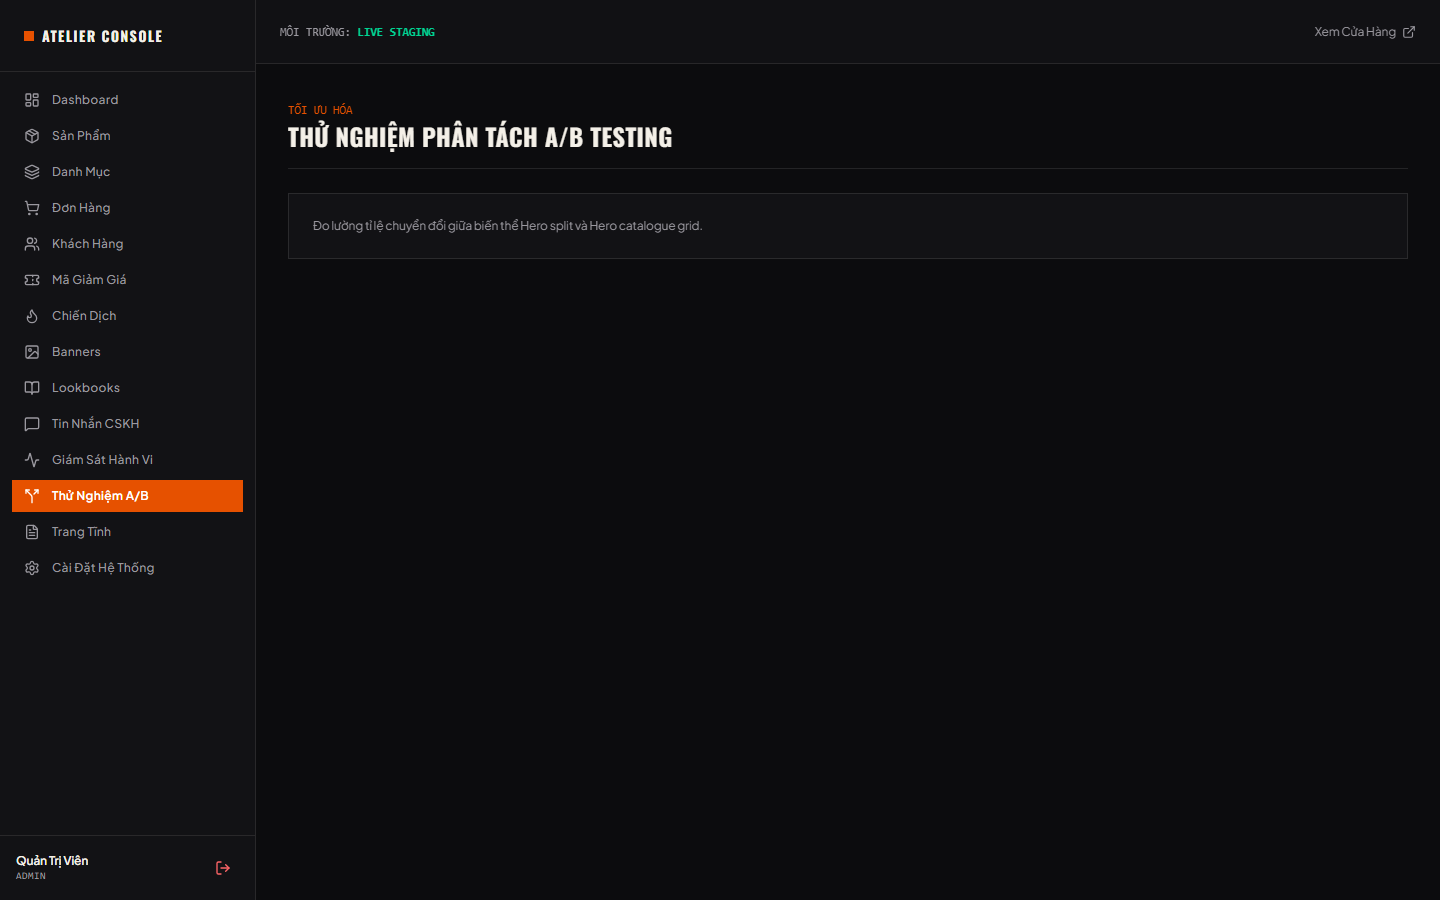 ATELIER CONSOLE
Dashboard
Sản Phẩm
Danh Mục
Đơn Hàng
Khách Hàng
Mã Giảm Giá
Chiến Dịch
Banners
Lookbooks
Tin Nhắn CSKH
Giám Sát Hành Vi
Thử Nghiệm A/B
Trang Tĩnh
Cài Đặt Hệ Thống
Quản Trị Viên
ADMIN
MÔI TRƯỜNG: LIVE STAGING
Xem Cửa Hàng
TỐI ƯU HÓA
THỬ NGHIỆM PHÂN TÁCH A/B TESTING
Đo lường tỉ lệ chuyển đổi giữa biến thể Hero split và Hero catalogue grid.